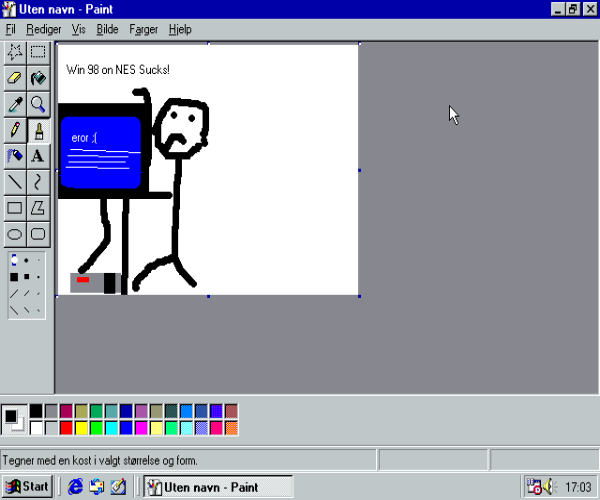 Uten navn - Paint
Fil Rediger Vis Bilde Farger Hjelp
Win 98 on NES Sucks!
eror ;(
A
Tegner med en kost i valgt størrelse og form.
Start Uten navn - Paint 17:03